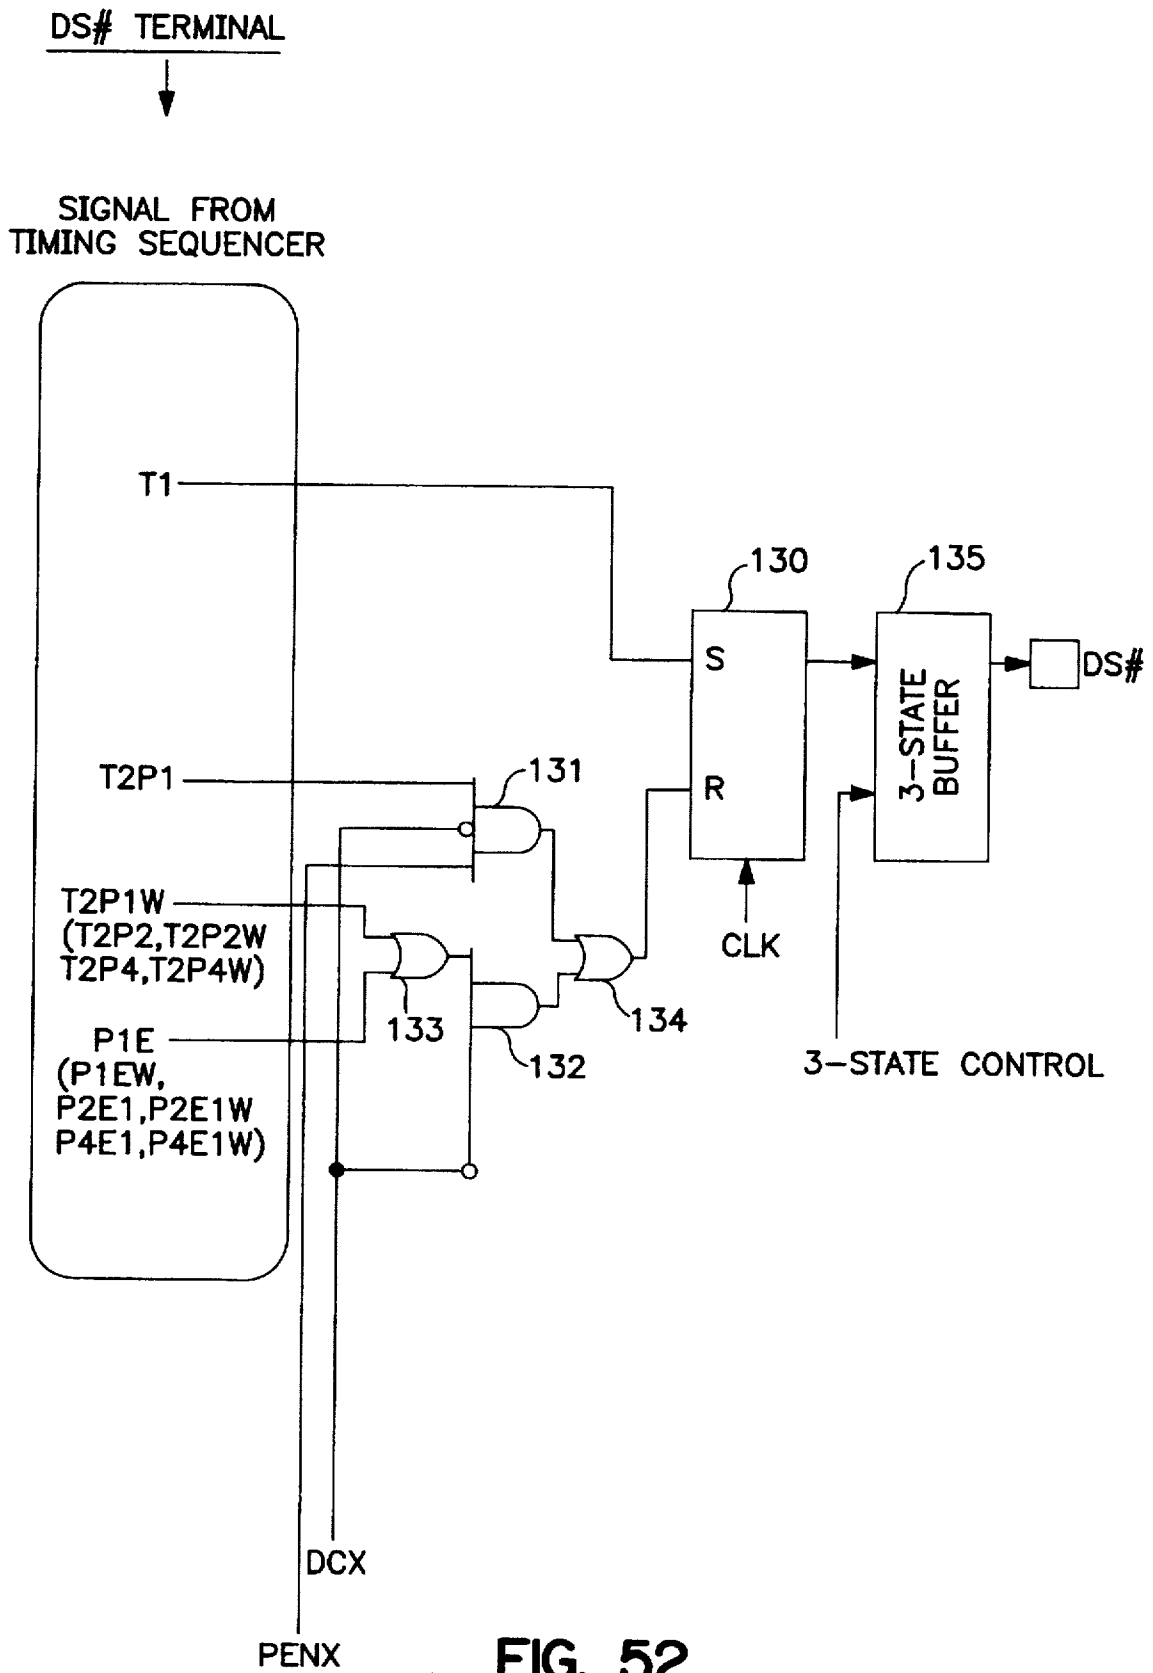 DS# TERMINAL
SIGNAL FROM
TIMING SEQUENCER
T1
130
135
S
R
3-STATE
BUFFER
DS#
T2P1
131
T2P1W
(T2P2,T2P2W
T2P4,T2P4W)
133
134
CLK
P1E
(P1EW,
P2E1,P2E1W
P4E1,P4E1W)
132
3-STATE CONTROL
DCX
PENX
FIG. 52